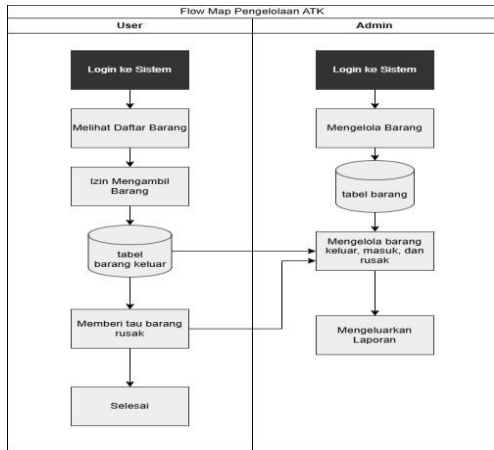 Flow Map Pengelolaan ATK
User
Admin
Login ke Sistem
Melihat Daftar Barang
Izin Mengambil
Barang
tabel
barang keluar
Memberi tau barang
rusak
Selesai
Login ke Sistem
Mengelola Barang
tabel barang
Mengelola barang
keluar, masuk, dan
rusak
Mengeluarkan
Laporan